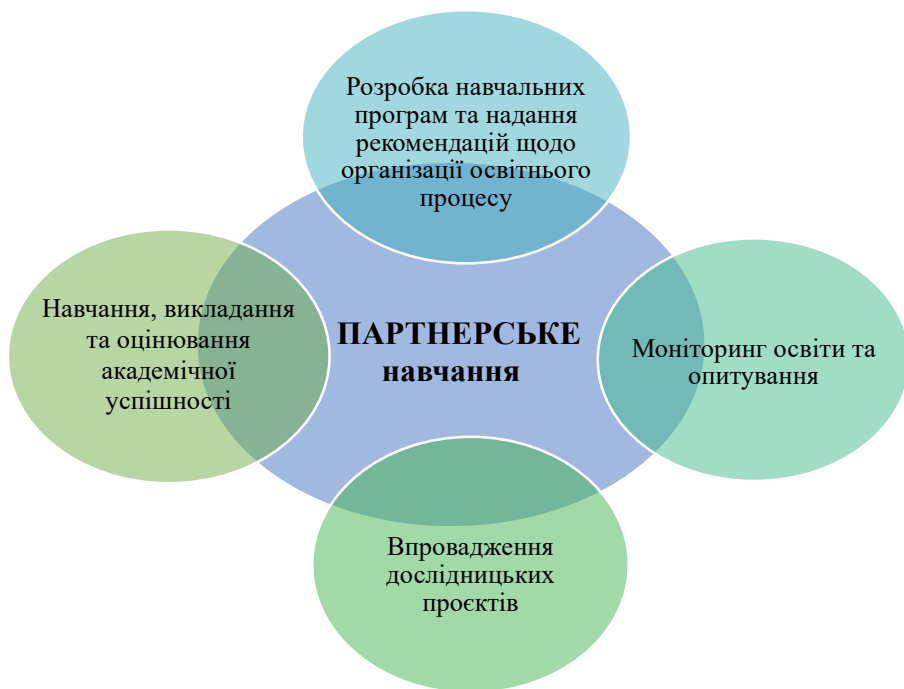 Розробка навчальних
програм та надання
рекомендацій щодо
організації освітнього
процесу
Навчання, викладання
та оцінювання
академічної
успішності
ПАРТНЕРСЬКЕ
навчання
Моніторинг освіти та
опитування
Впровадження
дослідницьких
проєктів